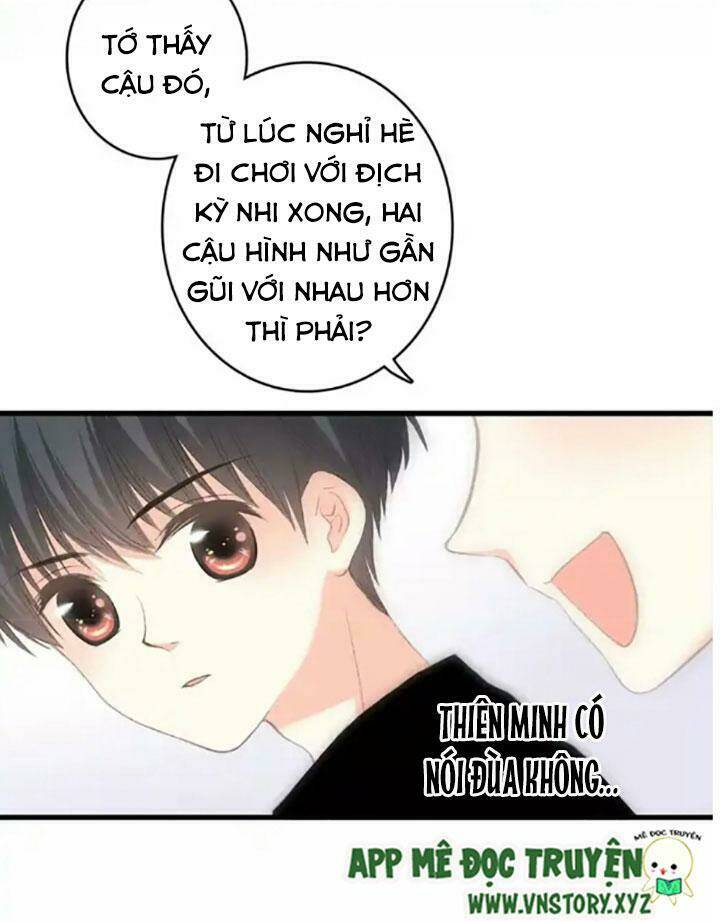 TỚ THẤY
CẬU ĐÓ,
TỪ LÚC NGHỈ HÈ
ĐI CHƠI VỚI ĐỊCH
KỲ NHI XONG, HAI
CẬU HÌNH NHƯ GẦN
GŨI VỚI NHAU HƠN
THÌ PHẢI?
THIÊN MINH CÓ
NÓI ĐÙA KHÔNG...
MÊ ĐỌC TRUYỆN
APP MÊ ĐỌC TRUYỆN
WWW.VNSTORY.XYZ